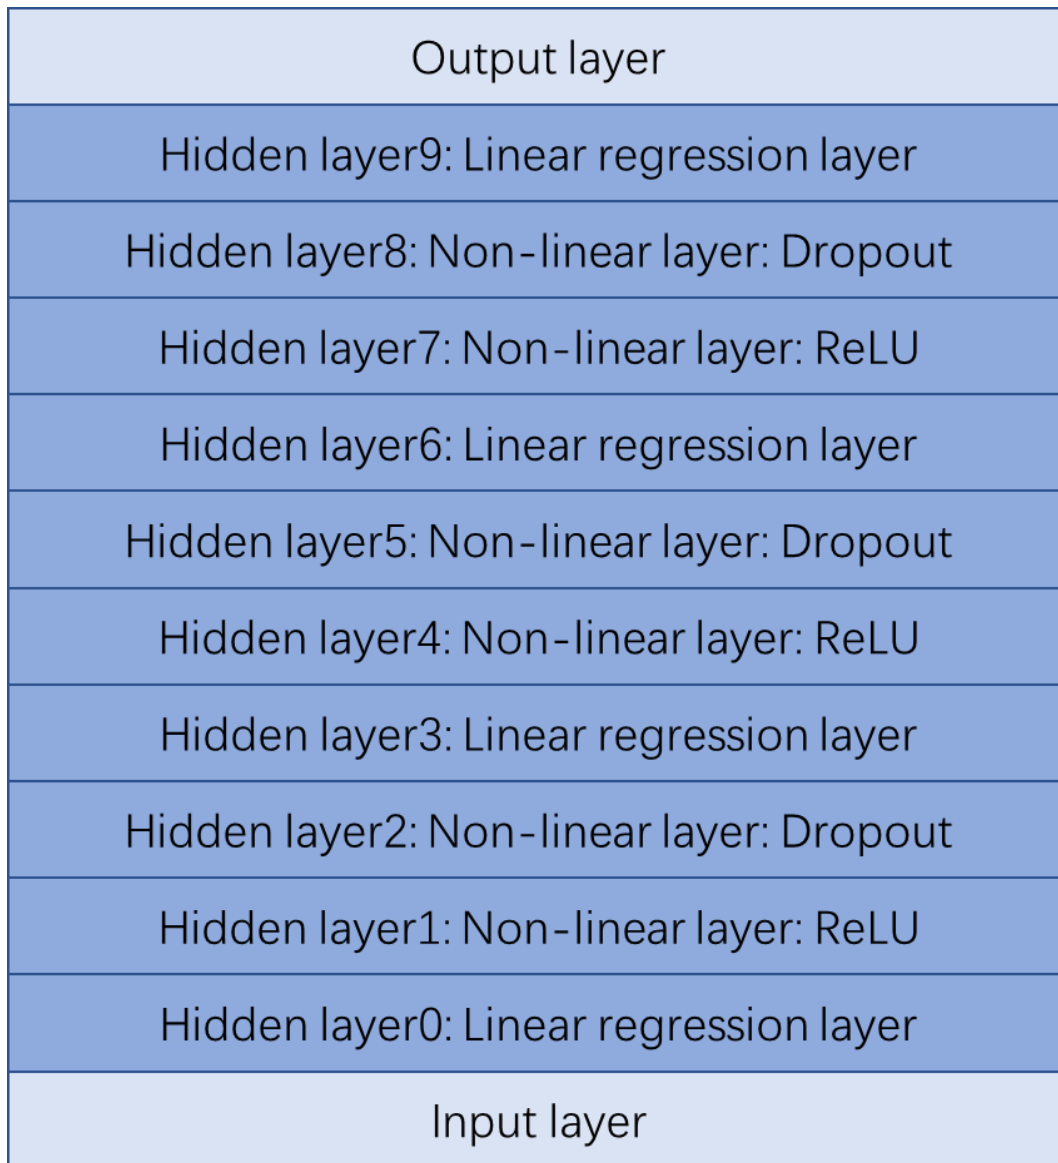 Output layer
Hidden layer9: Linear regression layer
Hidden layer8: Non-linear layer: Dropout
Hidden layer7: Non-linear layer: ReLU
Hidden layer6: Linear regression layer
Hidden layer5: Non-linear layer: Dropout
Hidden layer4: Non-linear layer: ReLU
Hidden layer3: Linear regression layer
Hidden layer2: Non-linear layer: Dropout
Hidden layer1: Non-linear layer: ReLU
Hidden layer0: Linear regression layer
Input layer